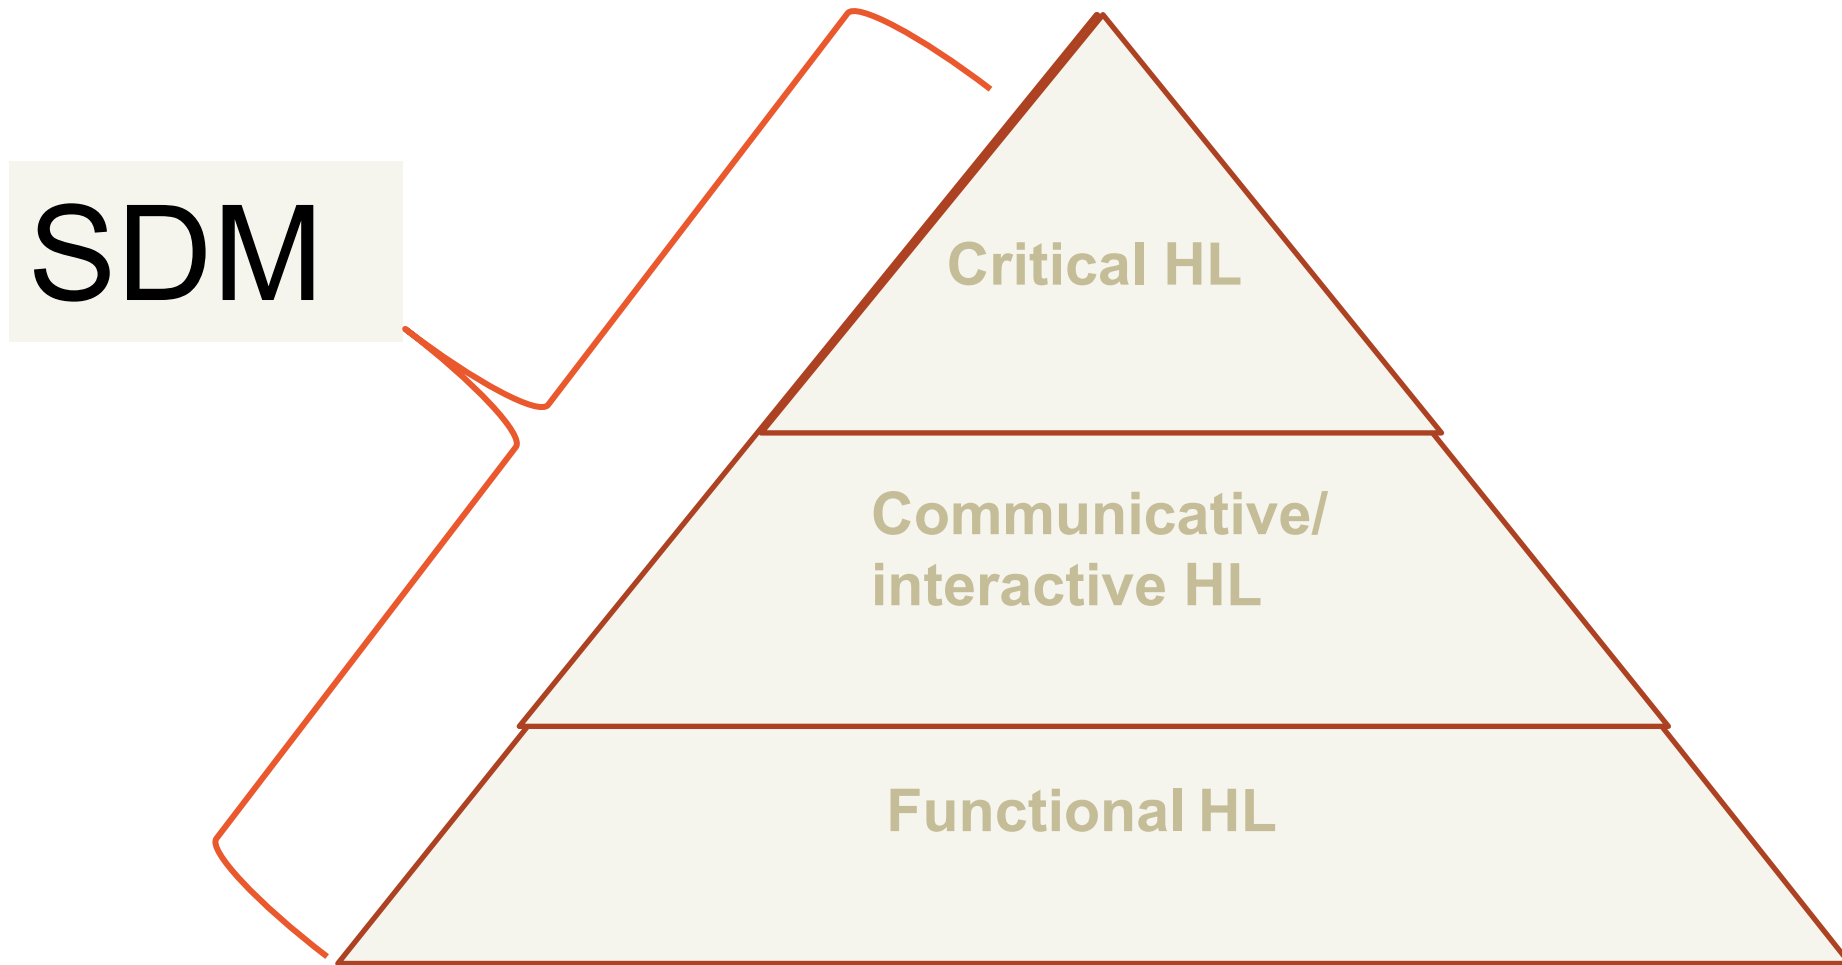 SDM
Critical HL
Communicative/
interactive HL
Functional HL